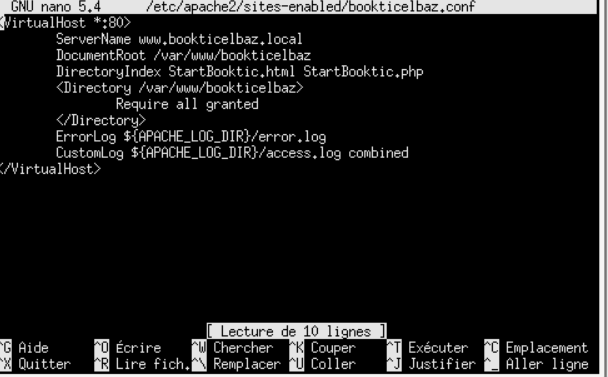 GNU nano 5.4 /etc/apache2/sites-enabled/bookticelbaz.conf
<VirtualHost *:80>
ServerName www.bookticelbaz.local
DocumentRoot /var/www/bookticelbaz
DirectoryIndex StartBooktic.html StartBooktic.php
<Directory /var/www/bookticelbaz>
Require all granted
</Directory>
ErrorLog ${APACHE_LOG_DIR}/error.log
CustomLog ${APACHE_LOG_DIR}/access.log combined
</VirtualHost>
[ Lecture de 10 lignes ]
^G Aide ^O Écrire ^W Chercher ^K Couper ^T Exécuter ^C Emplacement
^X Quitter ^R Lire fich. ^\ Remplacer ^U Coller ^J Justifier ^_ Aller ligne